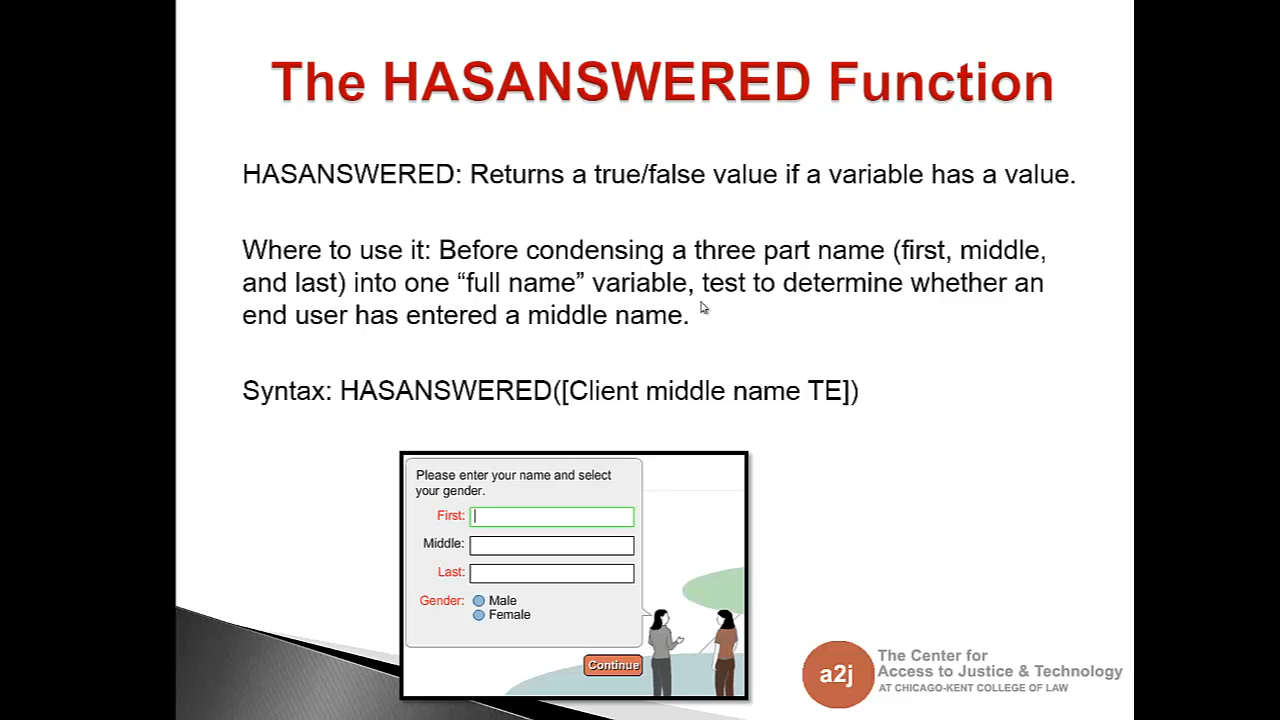 The HASANSWERED Function
HASANSWERED: Returns a true/false value if a variable has a value.
Where to use it: Before condensing a three part name (first, middle,
and last) into one “full name” variable, test to determine whether an
end user has entered a middle name.
Syntax: HASANSWERED([Client middle name TE])
Please enter your name and select
your gender.
First:
Middle:
Last:
Gender: Male
Female
Continue
a2j
The Center for
Access to Justice & Technology
AT CHICAGO-KENT COLLEGE OF LAW